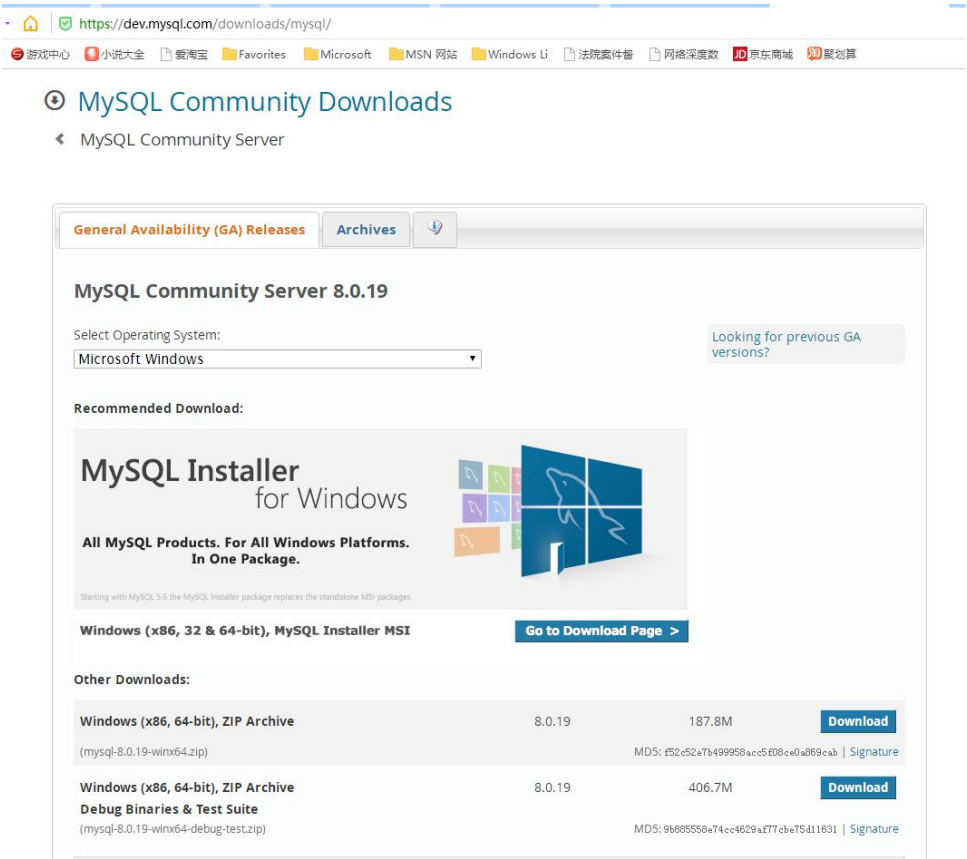 https://dev.mysql.com/downloads/mysql/
游戏中心 小说大全 爱淘宝 Favorites Microsoft MSN 网站 Windows Li 法院案件督 网络深度数 JD 京东商城 聚划算
MySQL Community Downloads
MySQL Community Server
General Availability (GA) Releases Archives
MySQL Community Server 8.0.19
Select Operating System:
Microsoft Windows
Looking for previous GA
versions?
Recommended Download:
MySQL Installer
for Windows
All MySQL Products. For All Windows Platforms.
In One Package.
Starting with MySQL 5.6 the MySQL Installer package replaces the standalone MSI packages.
Windows (x86, 32 & 64-bit), MySQL Installer MSI Go to Download Page >
Other Downloads:
Windows (x86, 64-bit), ZIP Archive 8.0.19 187.8M Download
(mysql-8.0.19-winx64.zip) MD5: f52c52e7b499958acc5f08ce0a869cab | Signature
Windows (x86, 64-bit), ZIP Archive 8.0.19 406.7M Download
Debug Binaries & Test Suite
(mysql-8.0.19-winx64-debug-test.zip) MD5: 9b885558e74cc4629af77cbe75d11631 | Signature